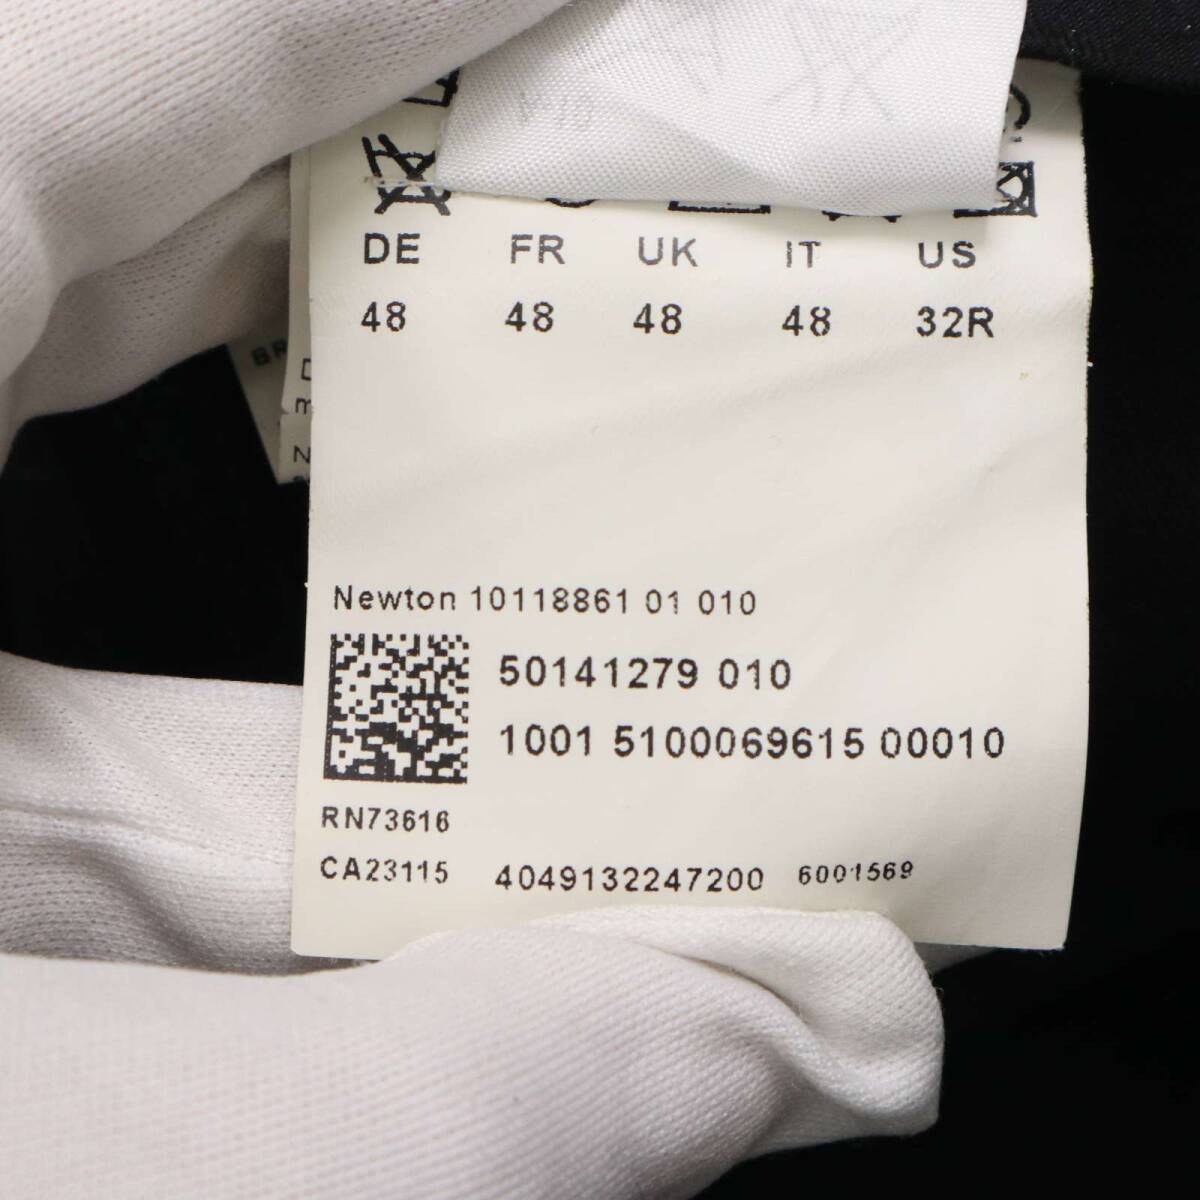 DE FR UK IT US
48 48 48 48 32R
Newton 10118861 01 010
50141279 010
1001 5100069615 00010
RN73616
CA23115 4049132247200 6001569